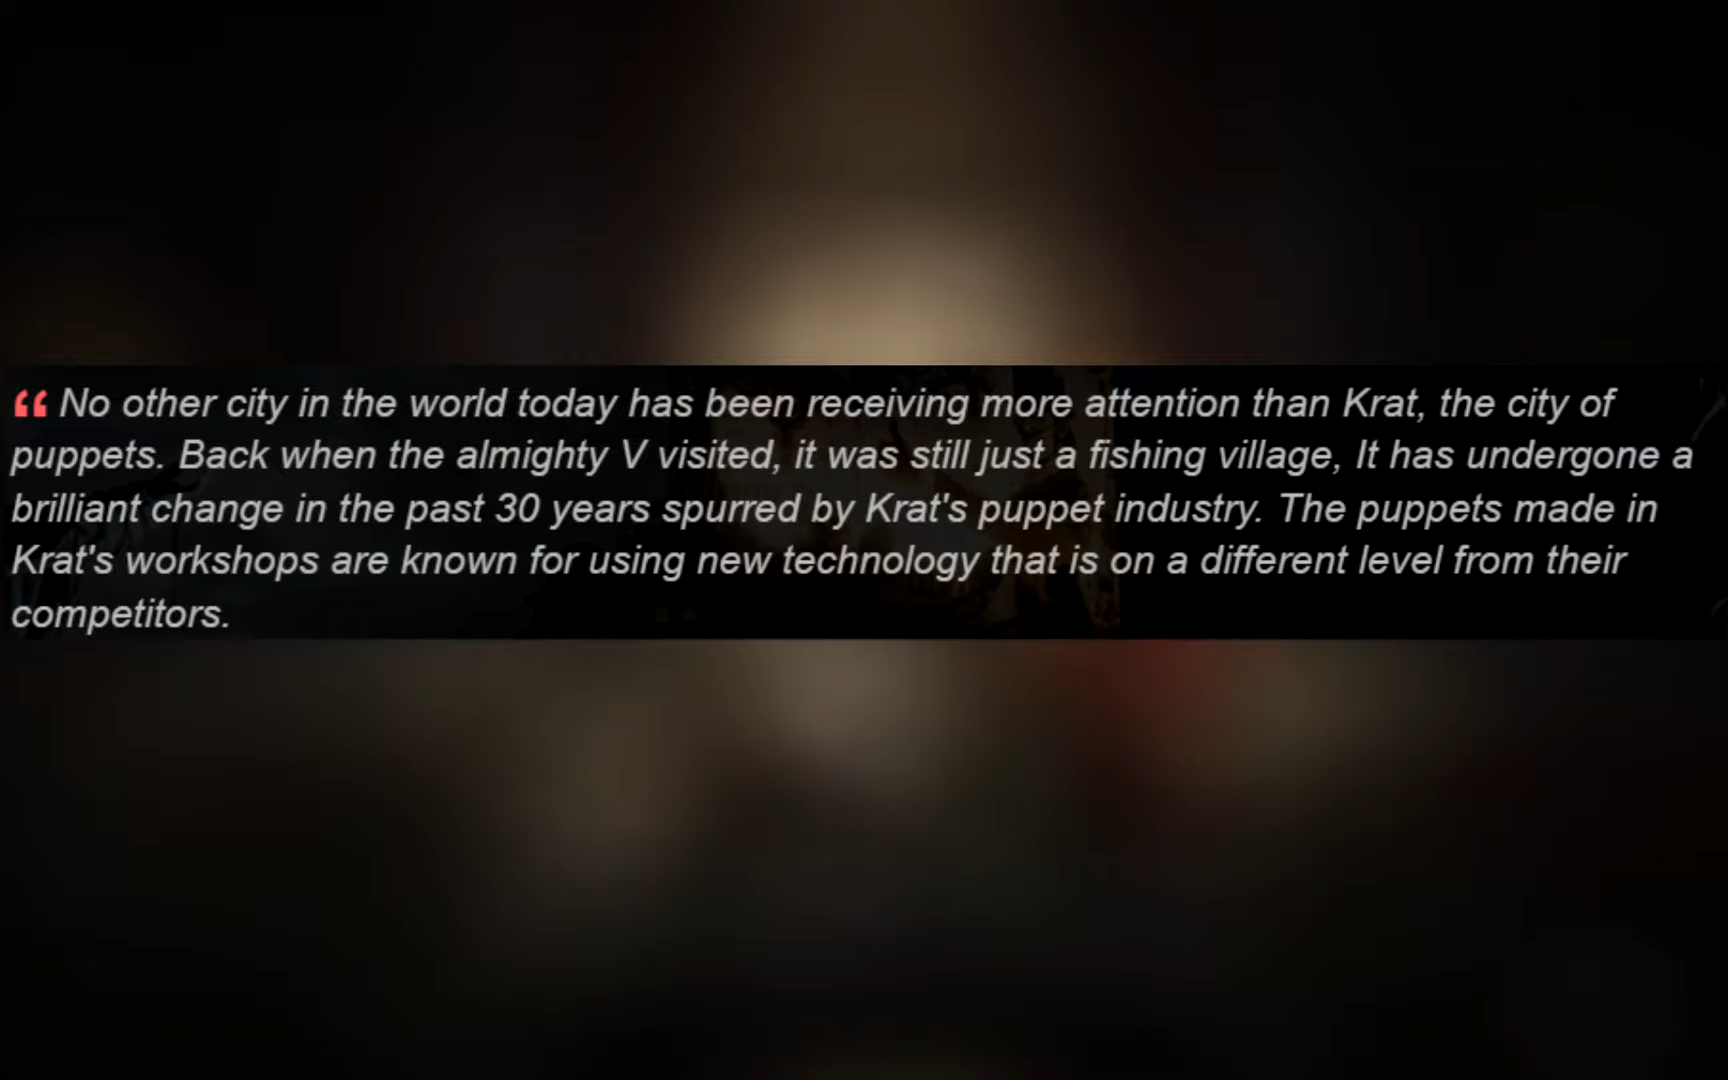 “ No other city in the world today has been receiving more attention than Krat, the city of
puppets. Back when the almighty V visited, it was still just a fishing village, It has undergone a
brilliant change in the past 30 years spurred by Krat's puppet industry. The puppets made in
Krat's workshops are known for using new technology that is on a different level from their
competitors.